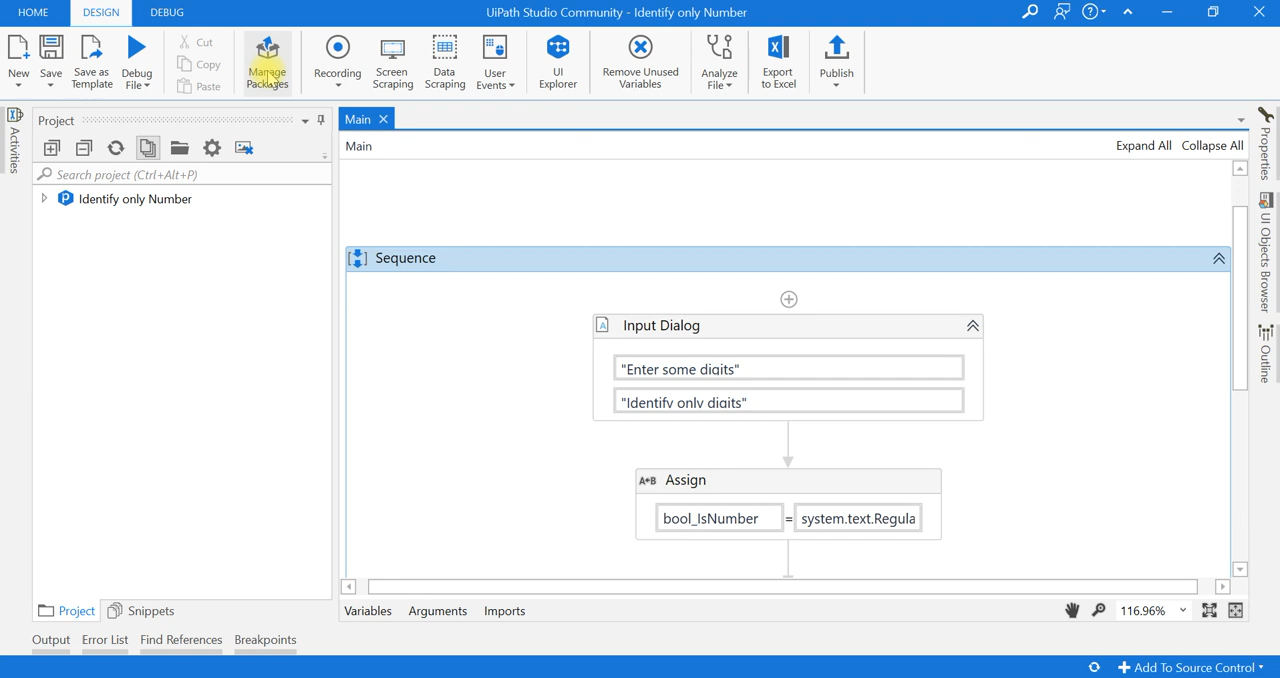 HOME DESIGN DEBUG UiPath Studio Community - Identify only Number
New Save Save as Template Debug File Cut Copy Paste Manage Packages Recording Screen Scraping Data Scraping User Events UI Explorer Remove Unused Variables Analyze File Export to Excel Publish
Activities
Project
Search project (Ctrl+Alt+P)
Identify only Number
Main
Main Expand All Collapse All
Sequence
Input Dialog
"Enter some digits"
"Identify only digits"
A+B Assign
bool_IsNumber = system.text.Regula
Properties
UI Objects Browser
Outline
Project Snippets
Variables Arguments Imports 116.96%
Output Error List Find References Breakpoints
Add To Source Control